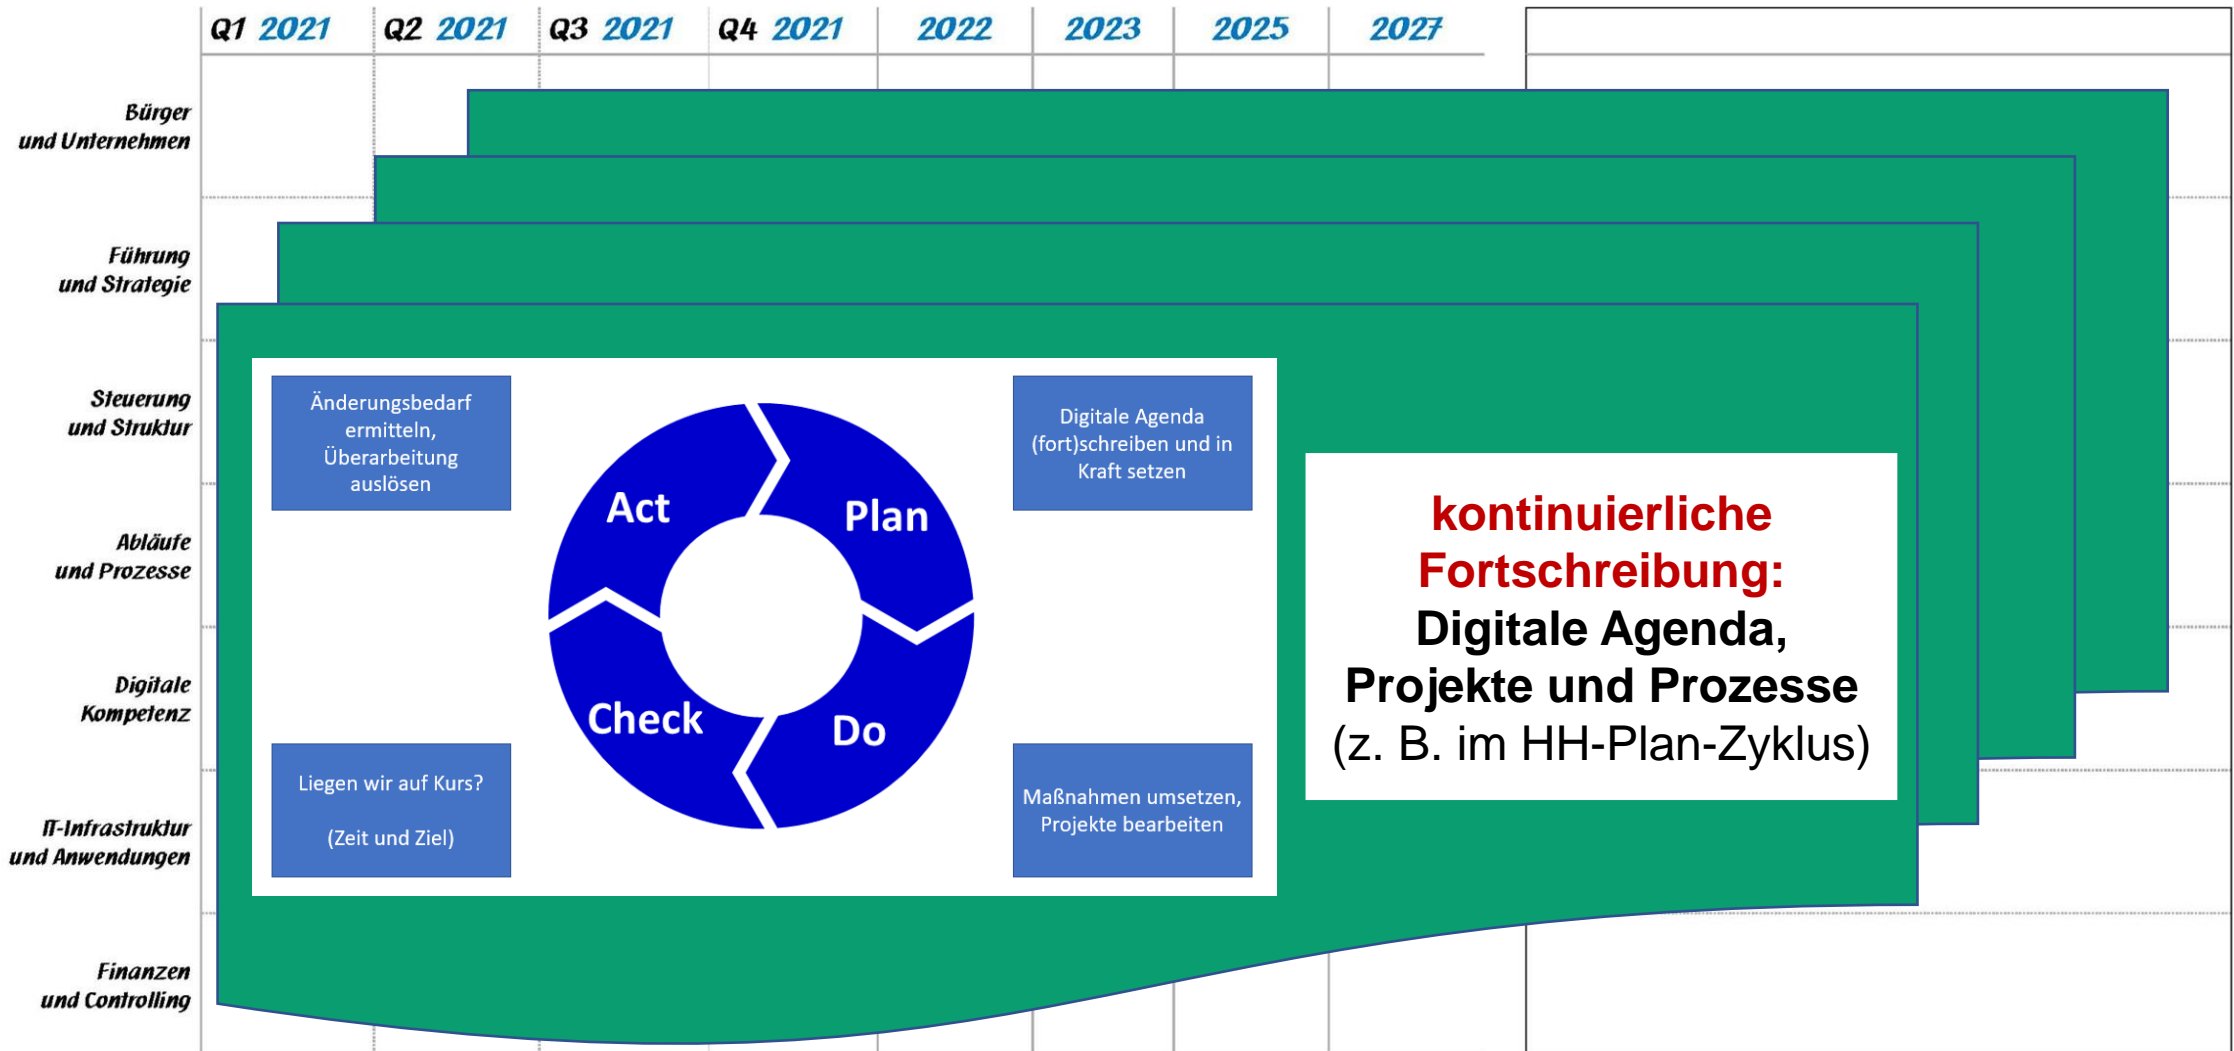 Q1 2021 Q2 2021 Q3 2021 Q4 2021 2022 2023 2025 2027
Bürger
und Unternehmen
Führung
und Strategie
Steuerung
und Struktur
Abläufe
und Prozesse
Digitale
Kompetenz
IT-Infrastruktur
und Anwendungen
Finanzen
und Controlling
Änderungsbedarf
ermitteln,
Überarbeitung
auslösen
Digitale Agenda
(fort)schreiben und in
Kraft setzen
Act
Plan
Check
Do
Liegen wir auf Kurs?
(Zeit und Ziel)
Maßnahmen umsetzen,
Projekte bearbeiten
kontinuierliche
Fortschreibung:
Digitale Agenda,
Projekte und Prozesse
(z. B. im HH-Plan-Zyklus)